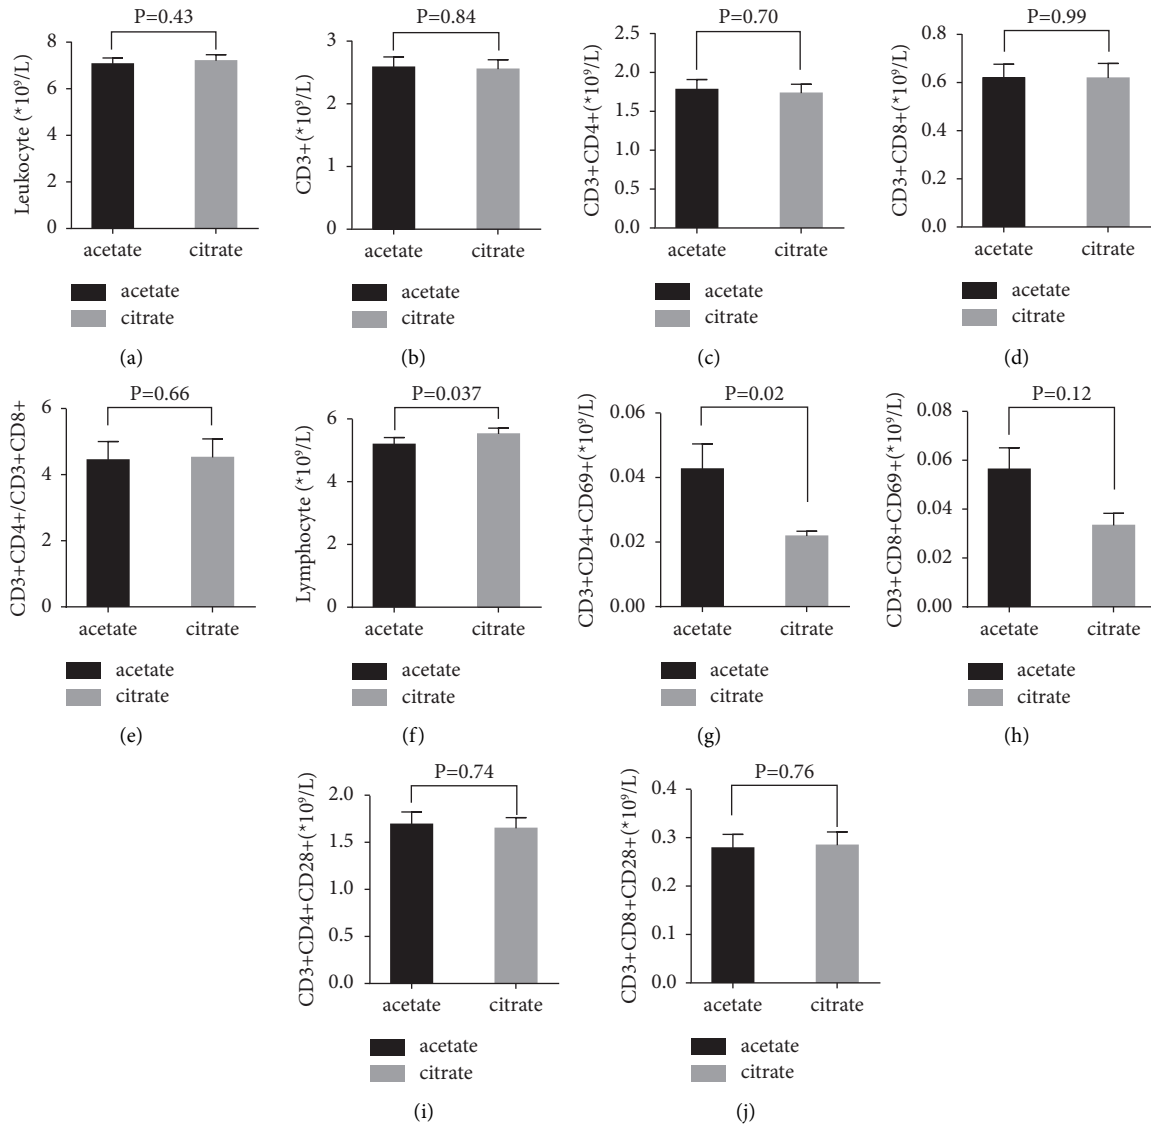 P=0.43
Leukocyte (*10⁹/L)
8
6
4
2
0
acetate citrate
acetate
citrate
(a)
P=0.84
CD3+(*10⁹/L)
3
2
1
0
acetate citrate
acetate
citrate
(b)
P=0.70
CD3+CD4+(*10⁹/L)
2.5
2.0
1.5
1.0
0.5
0.0
acetate citrate
acetate
citrate
(c)
P=0.99
CD3+CD8+(*10⁹/L)
0.8
0.6
0.4
0.2
0.0
acetate citrate
acetate
citrate
(d)
P=0.66
CD3+CD4+/CD3+CD8+
6
4
2
0
acetate citrate
acetate
citrate
(e)
P=0.037
Lymphocyte (*10⁹/L)
6
4
2
0
acetate citrate
acetate
citrate
(f)
P=0.02
CD3+CD4+CD69+(*10⁹/L)
0.06
0.04
0.02
0.00
acetate citrate
acetate
citrate
(g)
P=0.12
CD3+CD8+CD69+(*10⁹/L)
0.08
0.06
0.04
0.02
0.00
acetate citrate
acetate
citrate
(h)
P=0.74
CD3+CD4+CD28+(*10⁹/L)
2.0
1.5
1.0
0.5
0.0
acetate citrate
acetate
citrate
(i)
P=0.76
CD3+CD8+CD28+(*10⁹/L)
0.4
0.3
0.2
0.1
0.0
acetate citrate
acetate
citrate
(j)